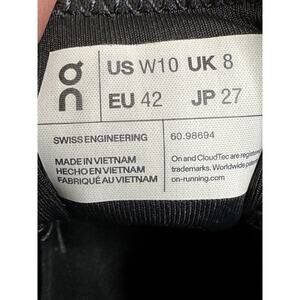 on
US W10 UK 8
EU 42 JP 27
SWISS ENGINEERING
60.98694
MADE IN VIETNAM
HECHO EN VIETNAM
FABRIQUÉ AU VIETNAM
On and CloudTec are registered
trademarks. Worldwide
on-running.com